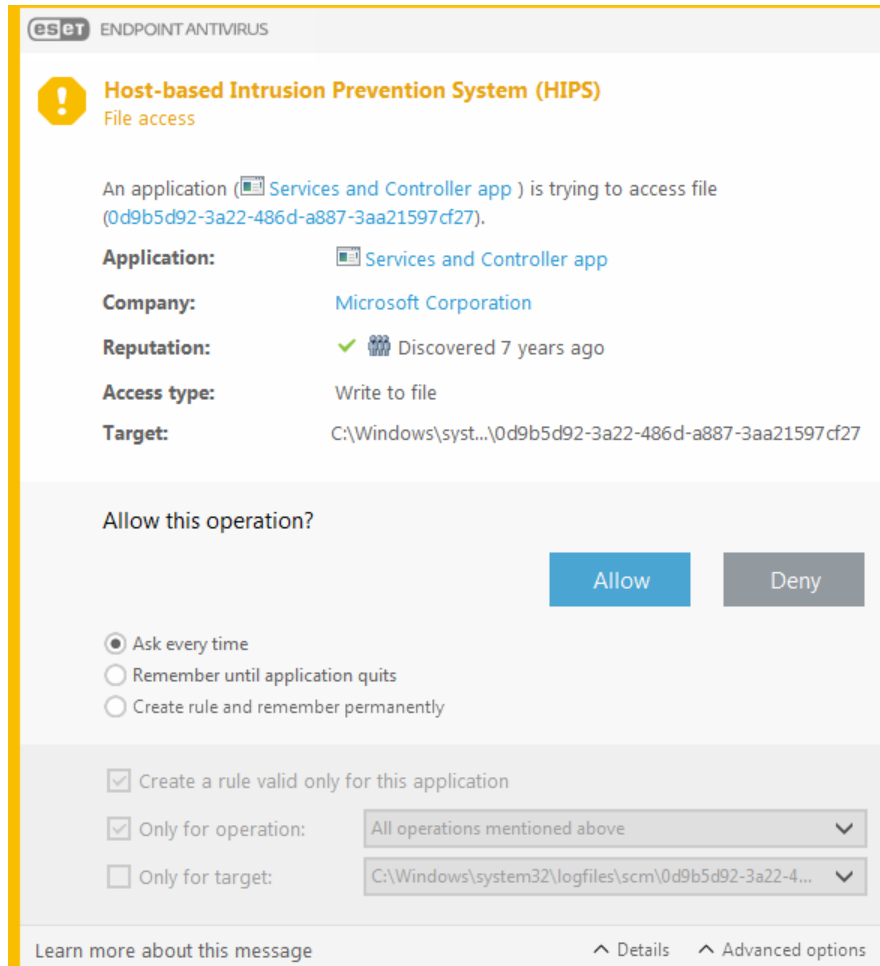 eset ENDPOINT ANTIVIRUS
Host-based Intrusion Prevention System (HIPS)
File access
An application ( Services and Controller app ) is trying to access file
(0d9b5d92-3a22-486d-a887-3aa21597cf27).
Application: Services and Controller app
Company: Microsoft Corporation
Reputation: Discovered 7 years ago
Access type: Write to file
Target: C:\Windows\syst...\0d9b5d92-3a22-486d-a887-3aa21597cf27
Allow this operation?
Allow Deny
Ask every time
Remember until application quits
Create rule and remember permanently
Create a rule valid only for this application
Only for operation: All operations mentioned above
Only for target: C:\Windows\system32\logfiles\scm\0d9b5d92-3a22-4...
Learn more about this message Details Advanced options